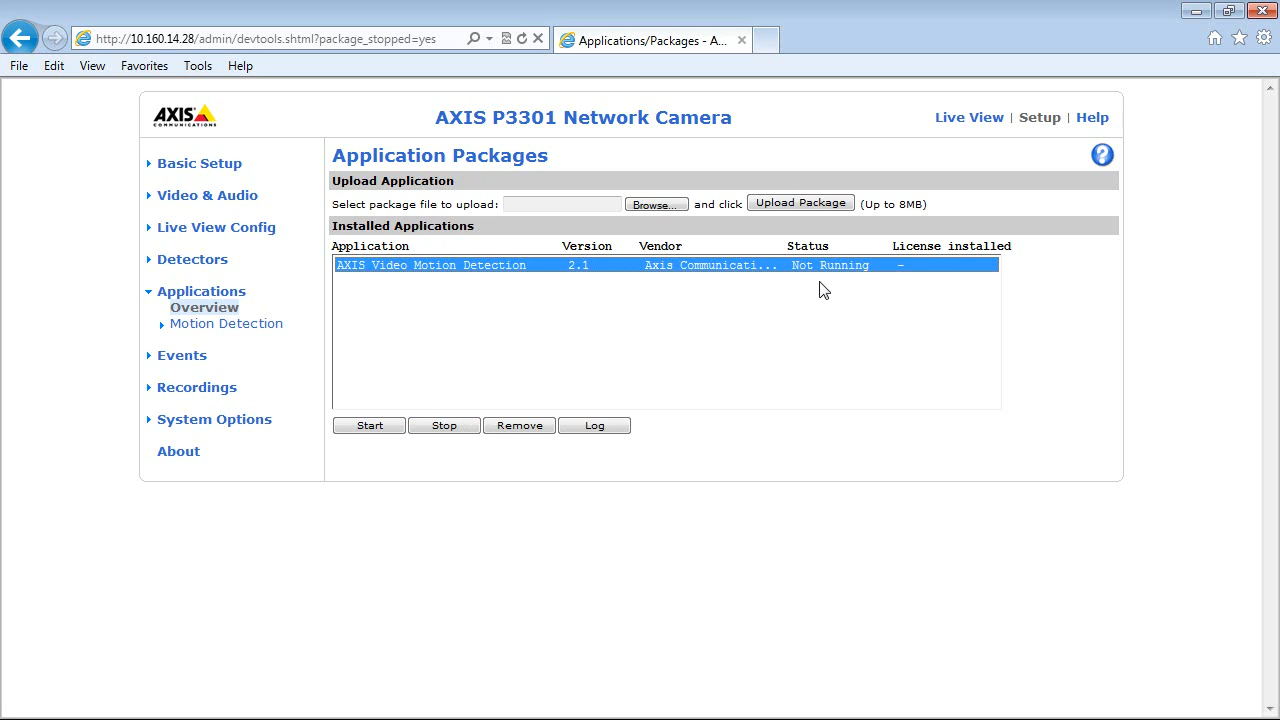 http://10.160.14.28/admin/devtools.shtml?package_stopped=yes
Applications/Packages - A...
File Edit View Favorites Tools Help
AXIS
COMMUNICATIONS
AXIS P3301 Network Camera
Live View | Setup | Help
Basic Setup
Video & Audio
Live View Config
Detectors
Applications
Overview
Motion Detection
Events
Recordings
System Options
About
Application Packages
?
Upload Application
Select package file to upload: Browse... and click Upload Package (Up to 8MB)
Installed Applications
Application Version Vendor Status License installed
AXIS Video Motion Detection 2.1 Axis Communicati... Not Running -
Start Stop Remove Log